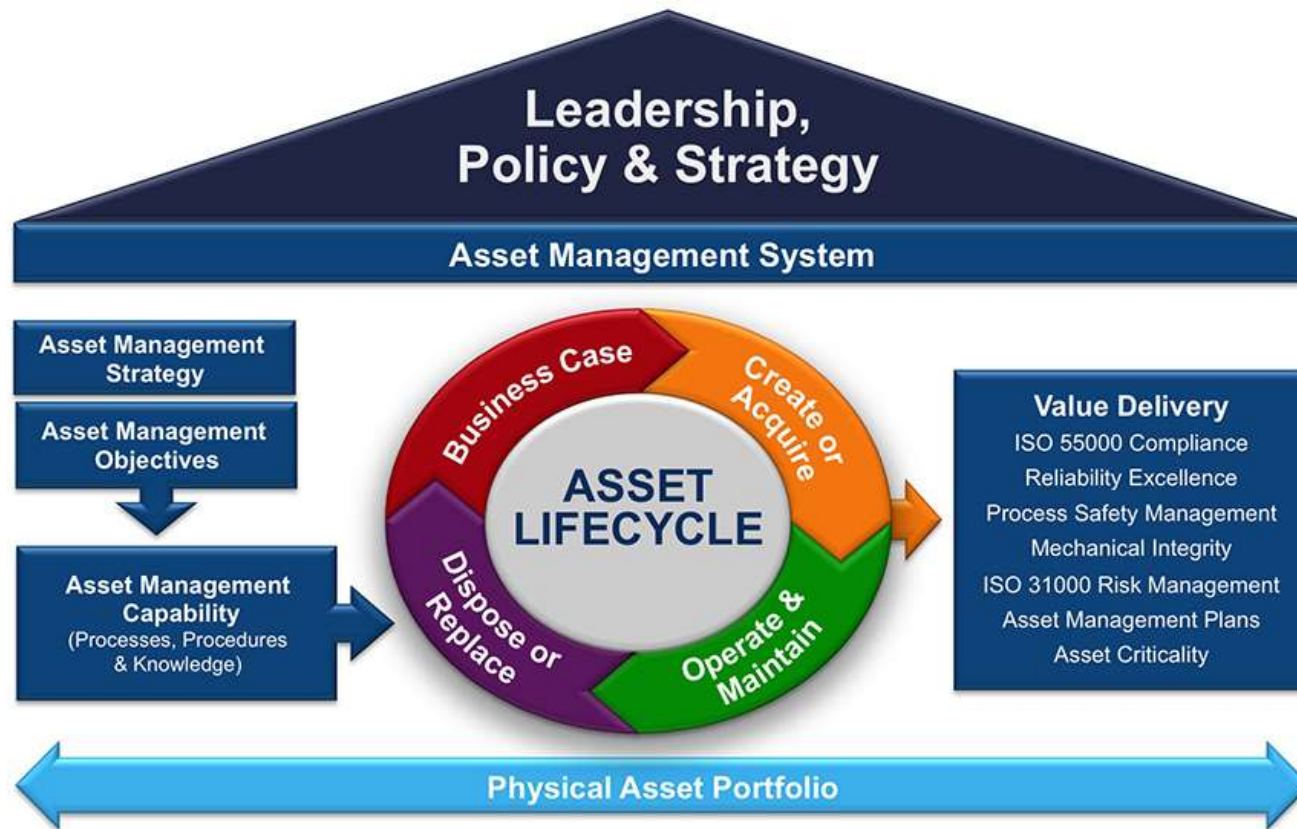 Leadership,
Policy & Strategy
Asset Management System
Asset Management
Strategy
Asset Management
Objectives
Asset Management
Capability
(Processes, Procedures
& Knowledge)
Business Case
Create or
Acquire
Operate &
Maintain
Dispose or
Replace
ASSET
LIFECYCLE
Value Delivery
ISO 55000 Compliance
Reliability Excellence
Process Safety Management
Mechanical Integrity
ISO 31000 Risk Management
Asset Management Plans
Asset Criticality
Physical Asset Portfolio